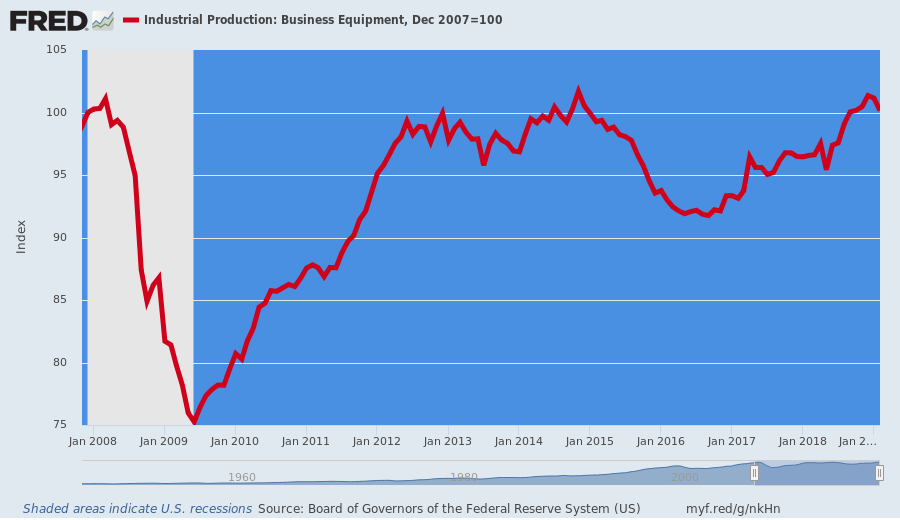 FRED Industrial Production: Business Equipment, Dec 2007=100
105
100
95
90
85
80
75
Index
Jan 2008 Jan 2009 Jan 2010 Jan 2011 Jan 2012 Jan 2013 Jan 2014 Jan 2015 Jan 2016 Jan 2017 Jan 2018 Jan 2...
1960 1980 2000
Shaded areas indicate U.S. recessions Source: Board of Governors of the Federal Reserve System (US) myf.red/g/nkHn